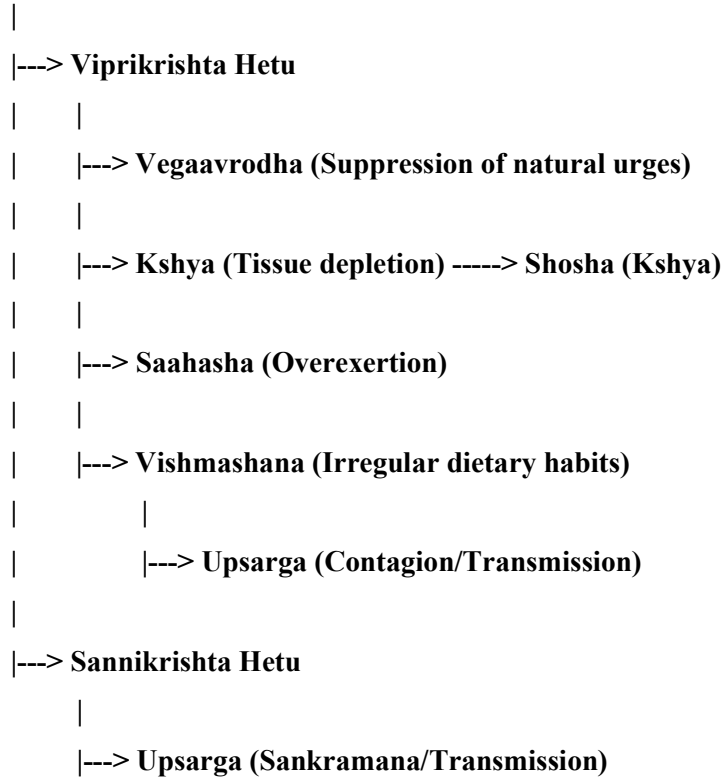 |
|---> Viprikrishta Hetu
| |
| |---> Vegaavrodha (Suppression of natural urges)
| |
| |---> Kshya (Tissue depletion) -----> Shosha (Kshya)
| |
| |---> Saahasha (Overexertion)
| |
| |---> Vishmashana (Irregular dietary habits)
| |
| |---> Upsarga (Contagion/Transmission)
|
|---> Sannikrishta Hetu
|
|---> Upsarga (Sankramana/Transmission)